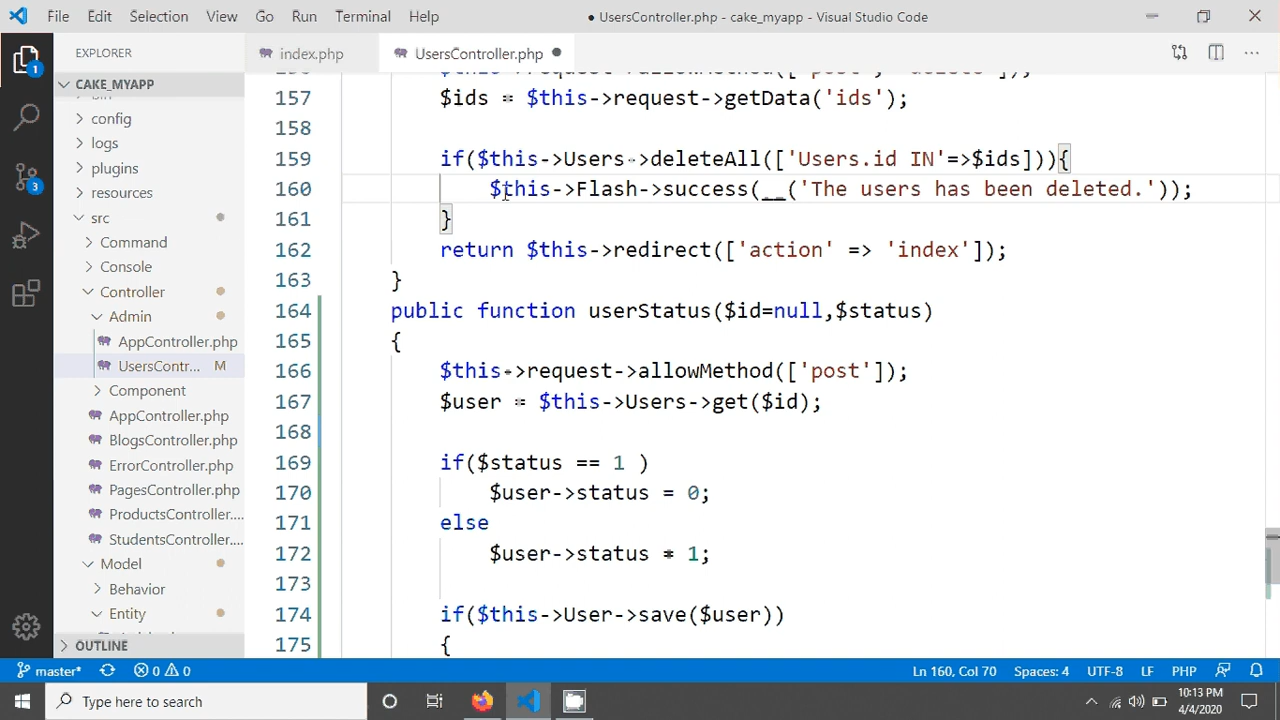 File Edit Selection View Go Run Terminal Help
● UsersController.php - cake_myapp - Visual Studio Code
EXPLORER
index.php
UsersController.php ●
CAKE_MYAPP
config
logs
plugins
resources
src
Command
Console
Controller
Admin
AppController.php
UsersContr... M
Component
AppController.php
BlogsController.php
ErrorController.php
PagesController.php
ProductsController....
StudentsController....
Model
Behavior
Entity
OUTLINE
1
3
157 $ids = $this->request->getData('ids');
158
159 if($this->Users->deleteAll(['Users.id IN'=>$ids])){
160 $this->Flash->success(__('The users has been deleted.'));
161 }
162 return $this->redirect(['action' => 'index']);
163 }
164 public function userStatus($id=null,$status)
165 {
166 $this->request->allowMethod(['post']);
167 $user = $this->Users->get($id);
168
169 if($status == 1 )
170 $user->status = 0;
171 else
172 $user->status = 1;
173
174 if($this->User->save($user))
175 {
master* 0 0
Ln 160, Col 70 Spaces: 4 UTF-8 LF PHP
Type here to search
10:13 PM
4/4/2020